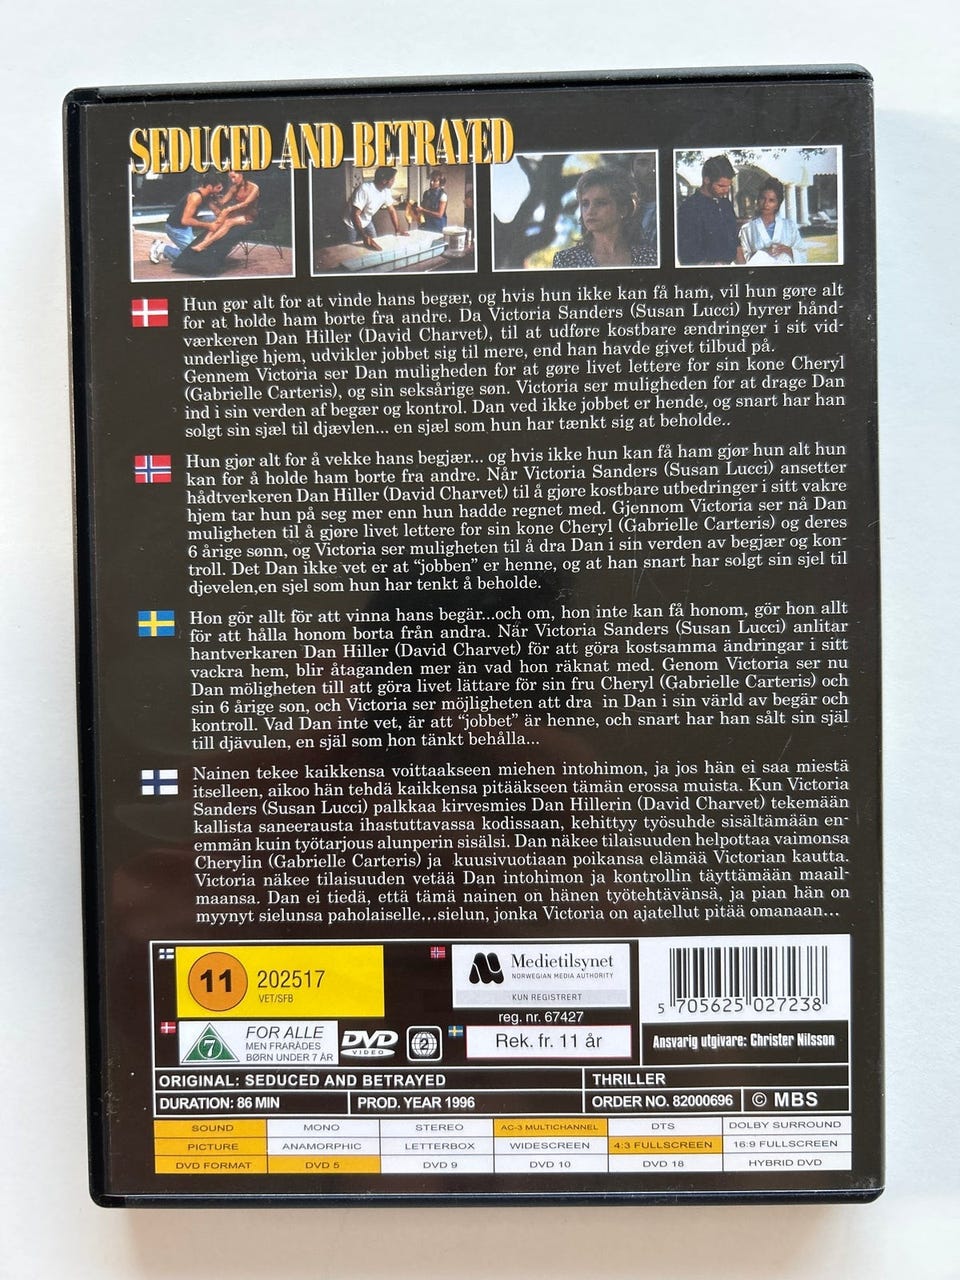 SEDUCED AND BETRAYED
Hun gør alt for at vinde hans begær, og hvis hun ikke kan få ham, vil hun gøre alt
for at holde ham borte fra andre. Da Victoria Sanders (Susan Lucci) hyrer hånd-
værkeren Dan Hiller (David Charvet), til at udføre kostbare ændringer i sit vid-
underlige hjem, udvikler jobbet sig til mere, end han havde givet tilbud på.
Gennem Victoria ser Dan muligheden for at gøre livet lettere for sin kone Cheryl
(Gabrielle Carteris), og sin seksårige søn. Victoria ser muligheden for at drage Dan
ind i sin verden af begær og kontrol. Dan ved ikke jobbet er hende, og snart har han
solgt sin sjæl til djævlen... en sjæl som hun har tænkt sig at beholde..
Hun gjør alt for å vekke hans begjær... og hvis ikke hun kan få ham gjør hun alt hun
kan for å holde ham borte fra andre. Når Victoria Sanders (Susan Lucci) ansetter
hådtverkeren Dan Hiller (David Charvet) til å gjøre kostbare utbedringer i sitt vakre
hjem tar hun på seg mer enn hun hadde regnet med. Gjennom Victoria ser nå Dan
muligheten til å gjøre livet lettere for sin kone Cheryl (Gabrielle Carteris) og deres
6 årige sønn, og Victoria ser muligheten til å dra Dan i sin verden av begjær og kon-
troll. Det Dan ikke vet er at “jobben” er henne, og at han snart har solgt sin sjel til
djevelen,en sjel som hun har tenkt å beholde.
Hon gör allt för att vinna hans begär...och om, hon inte kan få honom, gör hon allt
för att hålla honom borta från andra. När Victoria Sanders (Susan Lucci) anlitar
hantverkaren Dan Hiller (David Charvet) för att göra kostsamma ändringar i sitt
vackra hem, blir åtaganden mer än vad hon räknat med. Genom Victoria ser nu
Dan möligheten till att göra livet lättare för sin fru Cheryl (Gabrielle Carteris) och
sin 6 årige son, och Victoria ser möjligheten att dra in Dan i sin värld av begär och
kontroll. Vad Dan inte vet, är att “jobbet” är henne, och snart har han sålt sin själ
till djävulen, en själ som hon tänkt behålla...
Nainen tekee kaikkensa voittaakseen miehen intohimon, ja jos hän ei saa miestä
itselleen, aikoo hän tehdä kaikkensa pitääkseen tämän erossa muista. Kun Victoria
Sanders (Susan Lucci) palkkaa kirvesmies Dan Hillerin (David Charvet) tekemään
kallista saneerausta ihastuttavassa kodissaan, kehittyy työsuhde sisältämään en-
emmän kuin työtarjous alunperin sisälsi. Dan näkee tilaisuuden helpottaa vaimonsa
Cherylin (Gabrielle Carteris) ja kuusivuotiaan poikansa elämää Victorian kautta.
Victoria näkee tilaisuuden vetää Dan intohimon ja kontrollin täyttämään maail-
maansa. Dan ei tiedä, että tämä nainen on hänen työtehtävänsä, ja pian hän on
myynyt sielunsa paholaiselle...sielun, jonka Victoria on ajatellut pitää omanaan...
11 202517
VET/SFB
Medietilsynet
NORWEGIAN MEDIA AUTHORITY
KUN REGISTRERT
reg. nr. 67427
5 705625 027238
7
FOR ALLE
MEN FRARÅDES
BØRN UNDER 7 ÅR
DVD
VIDEO
2
Rek. fr. 11 år
Ansvarig utgivare: Christer Nilsson
ORIGINAL: SEDUCED AND BETRAYED THRILLER
DURATION: 86 MIN PROD. YEAR 1996 ORDER NO. 82000696 © MBS
SOUND MONO STEREO AC-3 MULTICHANNEL DTS DOLBY SURROUND
PICTURE ANAMORPHIC LETTERBOX WIDESCREEN 4:3 FULLSCREEN 16:9 FULLSCREEN
DVD FORMAT DVD 5 DVD 9 DVD 10 DVD 18 HYBRID DVD